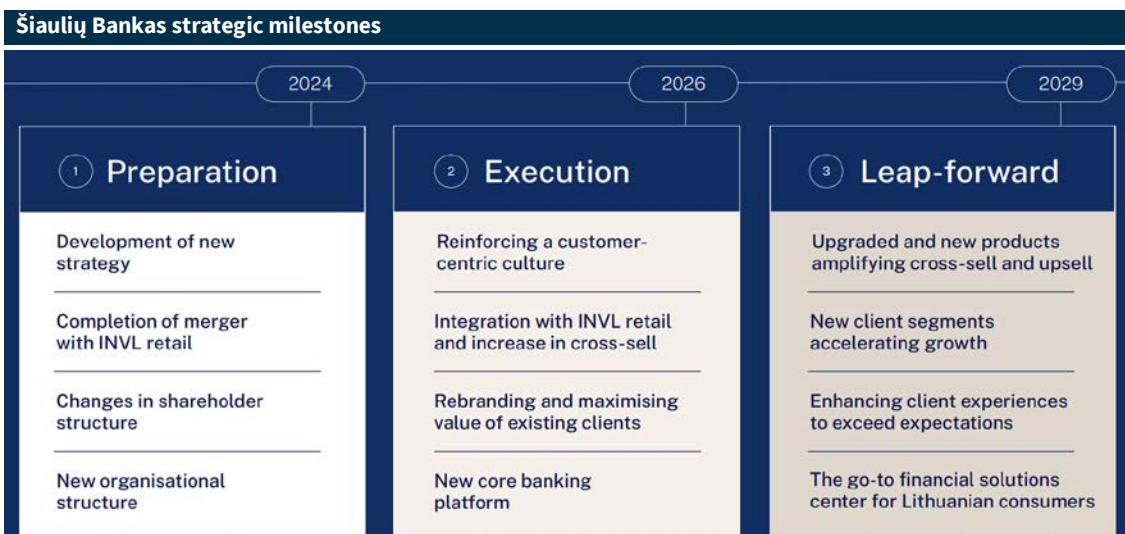 Šiaulių Bankas strategic milestones
2024
2026
2029
1 Preparation
Development of new
strategy
Completion of merger
with INVL retail
Changes in shareholder
structure
New organisational
structure
2 Execution
Reinforcing a customer-
centric culture
Integration with INVL retail
and increase in cross-sell
Rebranding and maximising
value of existing clients
New core banking
platform
3 Leap-forward
Upgraded and new products
amplifying cross-sell and upsell
New client segments
accelerating growth
Enhancing client experiences
to exceed expectations
The go-to financial solutions
center for Lithuanian consumers